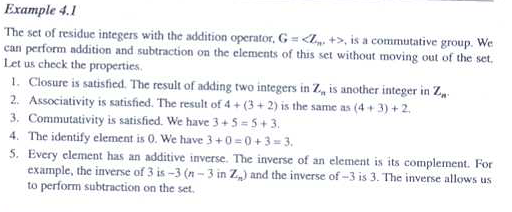 Example 4.1
The set of residue integers with the addition operator, G = <Zₙ, +>, is a commutative group. We
can perform addition and subtraction on the elements of this set without moving out of the set.
Let us check the properties.
1. Closure is satisfied. The result of adding two integers in Zₙ is another integer in Zₙ.
2. Associativity is satisfied. The result of 4 + (3 + 2) is the same as (4 + 3) + 2.
3. Commutativity is satisfied. We have 3 + 5 = 5 + 3.
4. The identify element is 0. We have 3 + 0 = 0 + 3 = 3.
5. Every element has an additive inverse. The inverse of an element is its complement. For
example, the inverse of 3 is –3 (n – 3 in Zₙ) and the inverse of –3 is 3. The inverse allows us
to perform subtraction on the set.